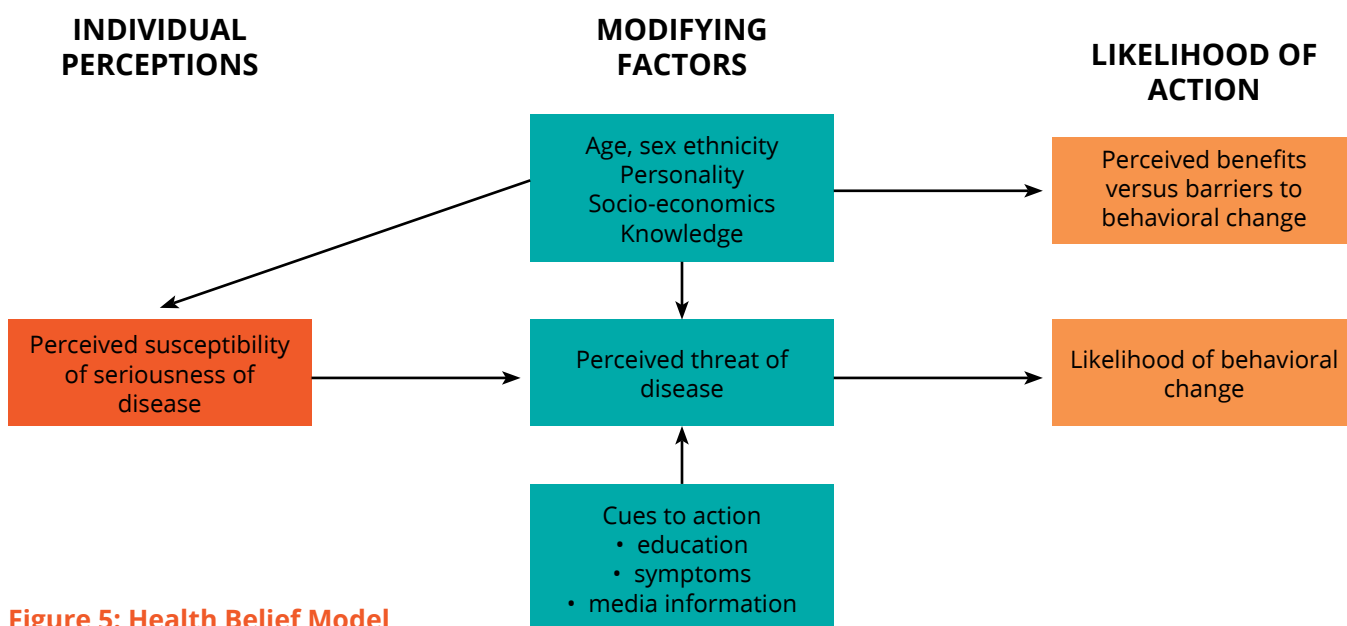 INDIVIDUAL
PERCEPTIONS
MODIFYING
FACTORS
LIKELIHOOD OF
ACTION
Age, sex ethnicity
Personality
Socio-economics
Knowledge
Perceived benefits
versus barriers to
behavioral change
Perceived susceptibility
of seriousness of
disease
Perceived threat of
disease
Likelihood of behavioral
change
Cues to action
• education
• symptoms
• media information
Figure 5: Health Belief Model